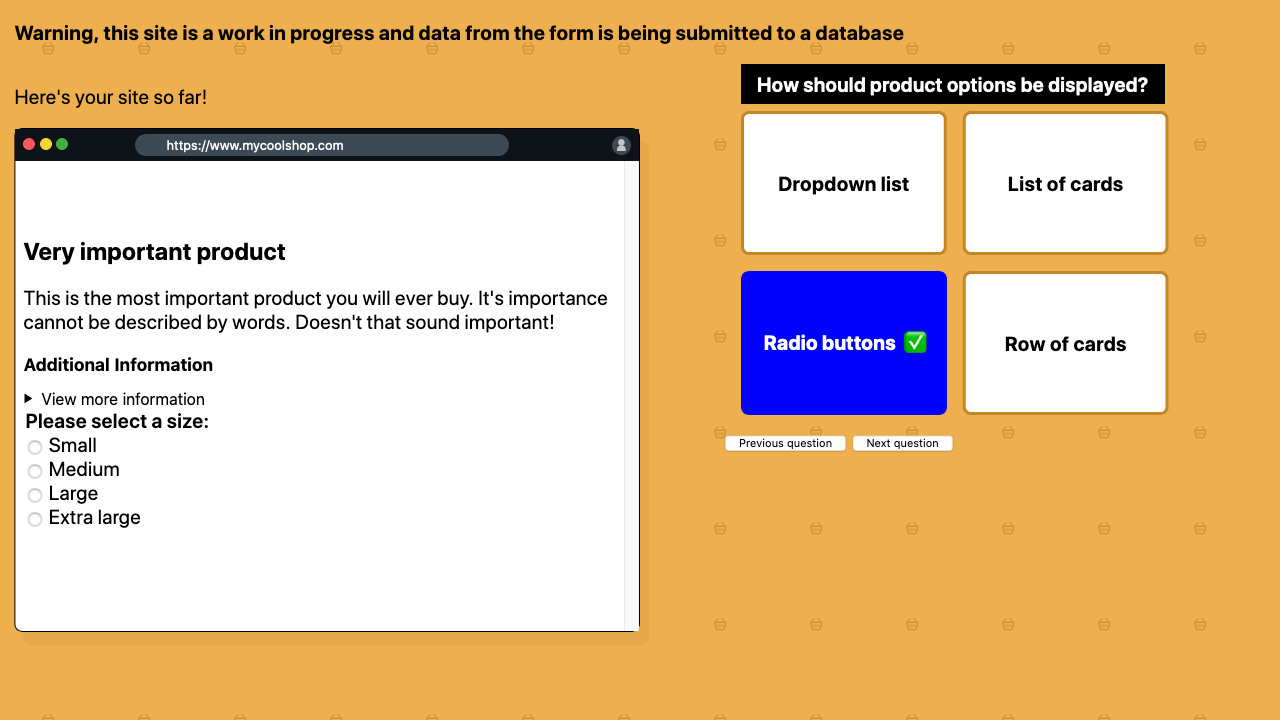 Warning, this site is a work in progress and data from the form is being submitted to a database
Here's your site so far!
https://www.mycoolshop.com
Very important product
This is the most important product you will ever buy. It's importance
cannot be described by words. Doesn't that sound important!
Additional Information
View more information
Please select a size:
Small
Medium
Large
Extra large
How should product options be displayed?
Dropdown list
List of cards
Radio buttons ✅
Row of cards
Previous question
Next question